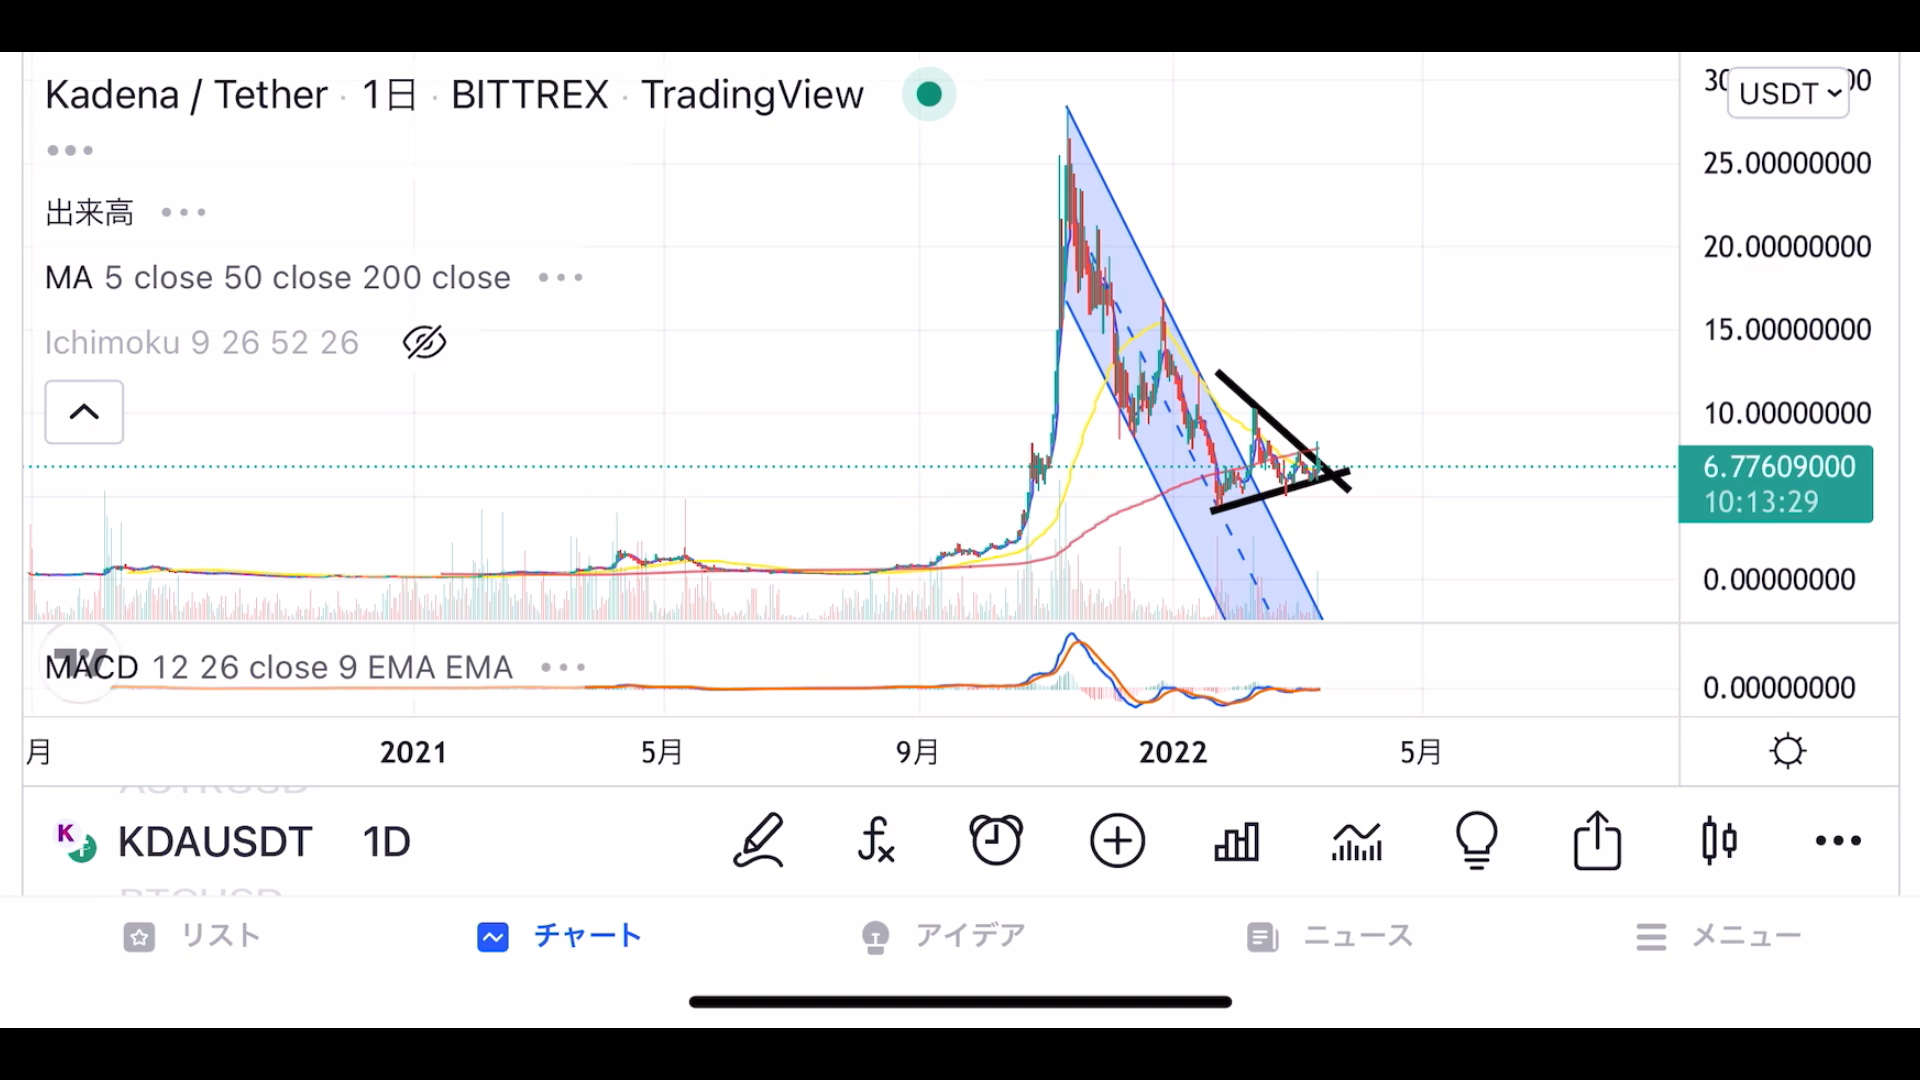 Kadena / Tether · 1日 · BITTREX · TradingView
USDT
25.00000000
出来高
20.00000000
MA 5 close 50 close 200 close
15.00000000
Ichimoku 9 26 52 26
10.00000000
6.77609000
10:13:29
0.00000000
MACD 12 26 close 9 EMA EMA
0.00000000
月 2021 5月 9月 2022 5月
K
KDAUSDT 1D
リスト チャート アイデア ニュース メニュー